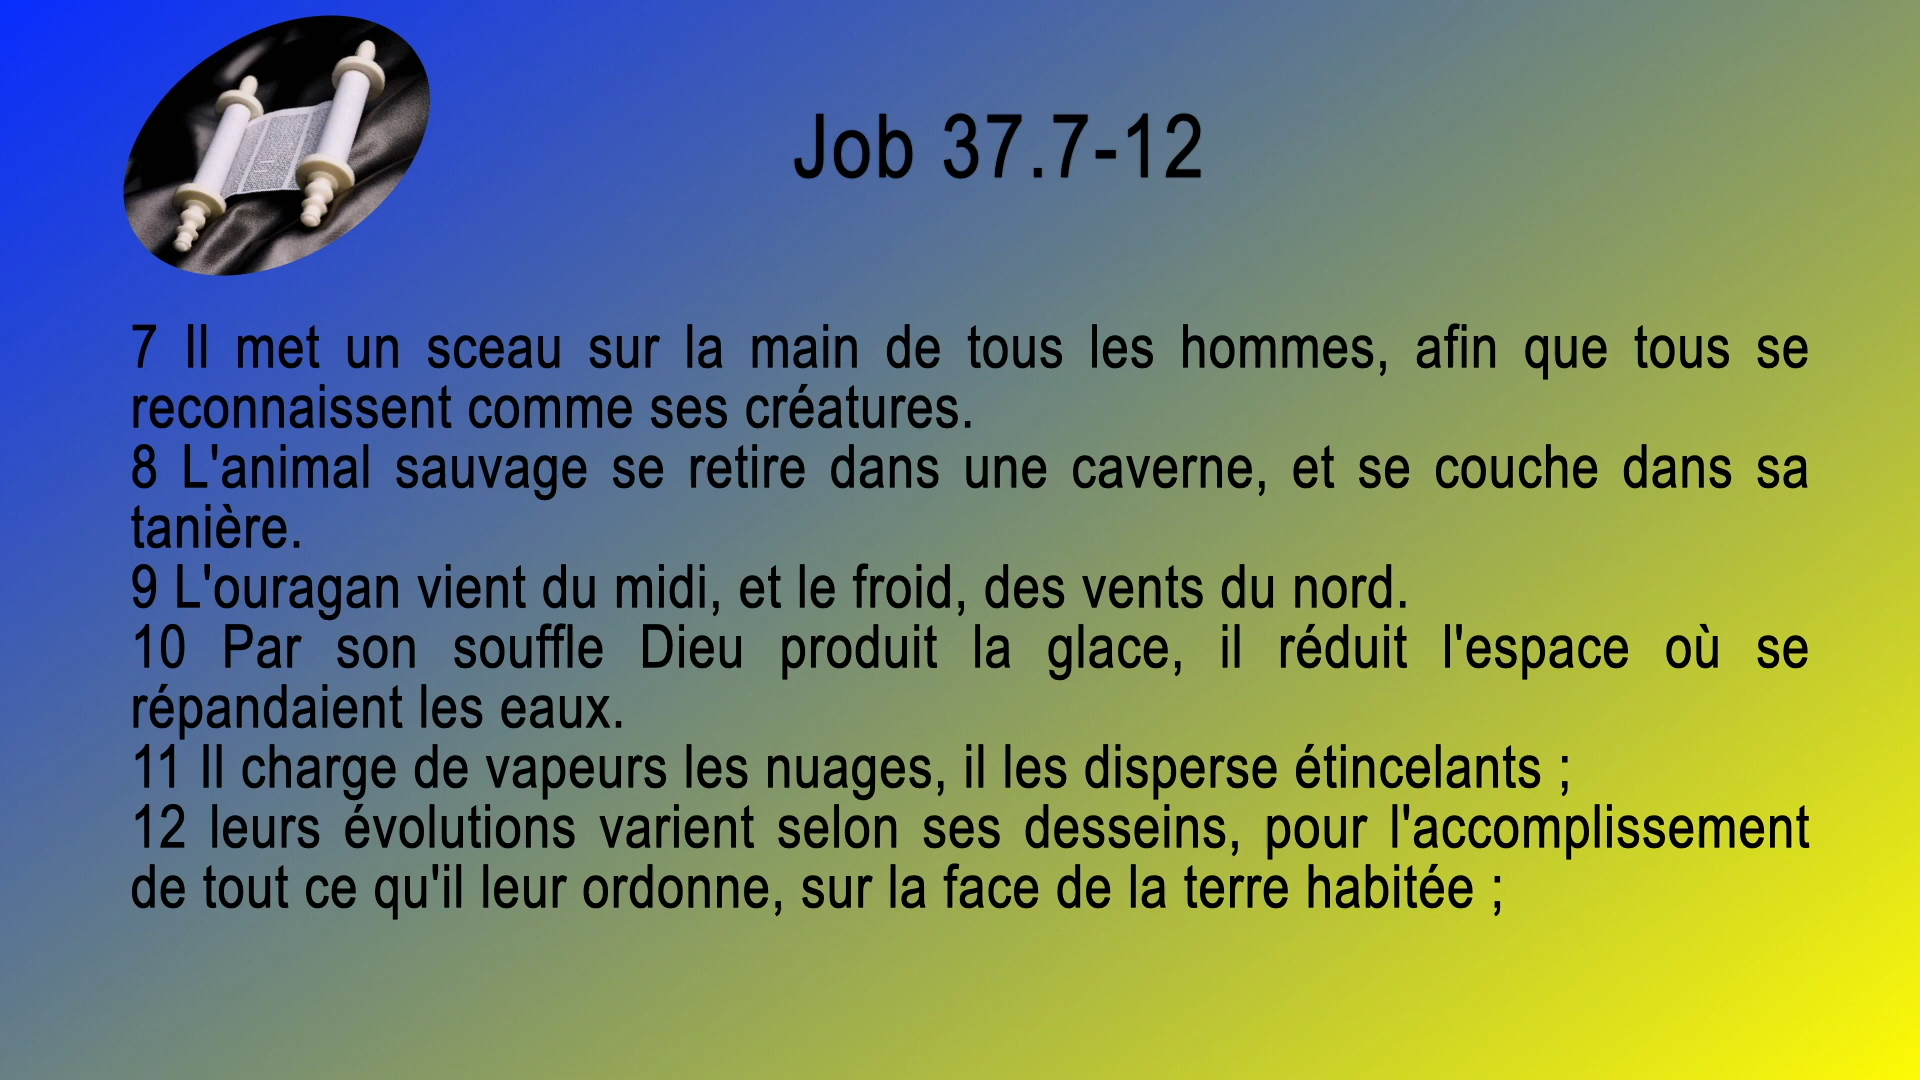 Job 37.7-12
7 Il met un sceau sur la main de tous les hommes, afin que tous se
reconnaissent comme ses créatures.
8 L'animal sauvage se retire dans une caverne, et se couche dans sa
tanière.
9 L'ouragan vient du midi, et le froid, des vents du nord.
10 Par son souffle Dieu produit la glace, il réduit l'espace où se
répandaient les eaux.
11 Il charge de vapeurs les nuages, il les disperse étincelants ;
12 leurs évolutions varient selon ses desseins, pour l'accomplissement
de tout ce qu'il leur ordonne, sur la face de la terre habitée ;